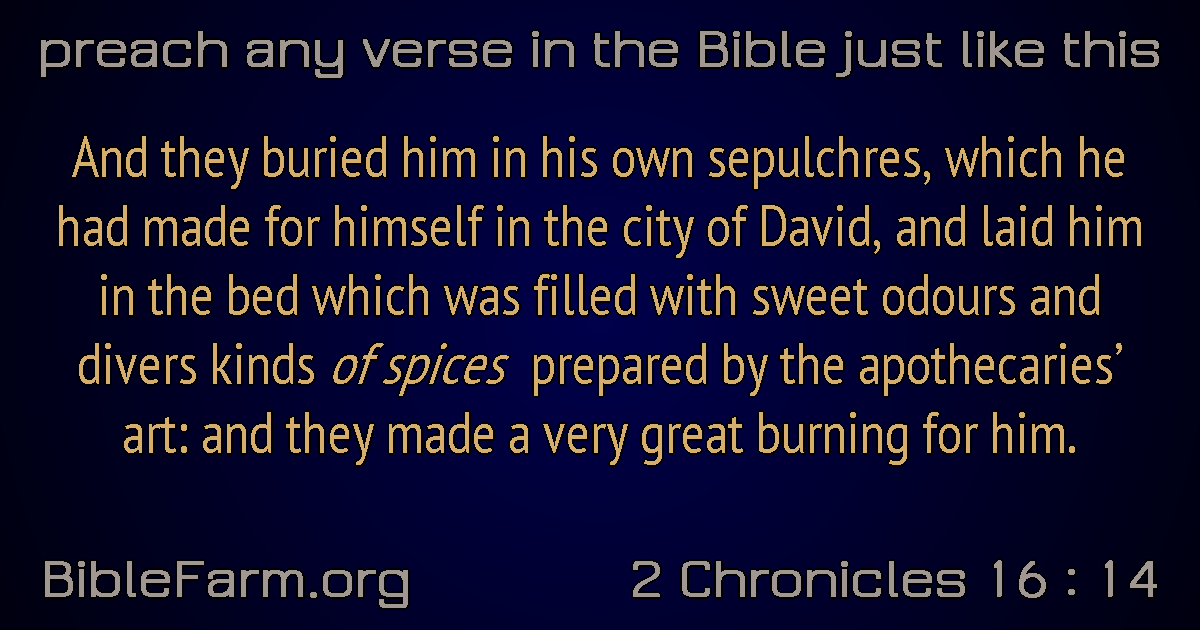 preach any verse in the Bible just like this
And they buried him in his own sepulchres, which he
had made for himself in the city of David, and laid him
in the bed which was filled with sweet odours and
divers kinds of spices prepared by the apothecaries’
art: and they made a very great burning for him.
BibleFarm.org
2 Chronicles 16 : 14